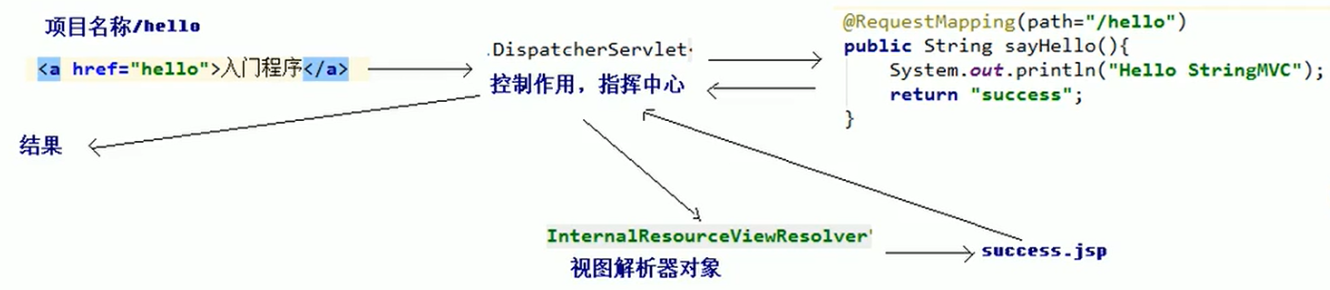 项目名称/hello
<a href="hello">入门程序</a>
.DispatcherServlet
控制作用，指挥中心
@RequestMapping(path="/hello")
public String sayHello(){
System.out.println("Hello StringMVC");
return "success";
}
结果
InternalResourceViewResolver
视图解析器对象
success.jsp